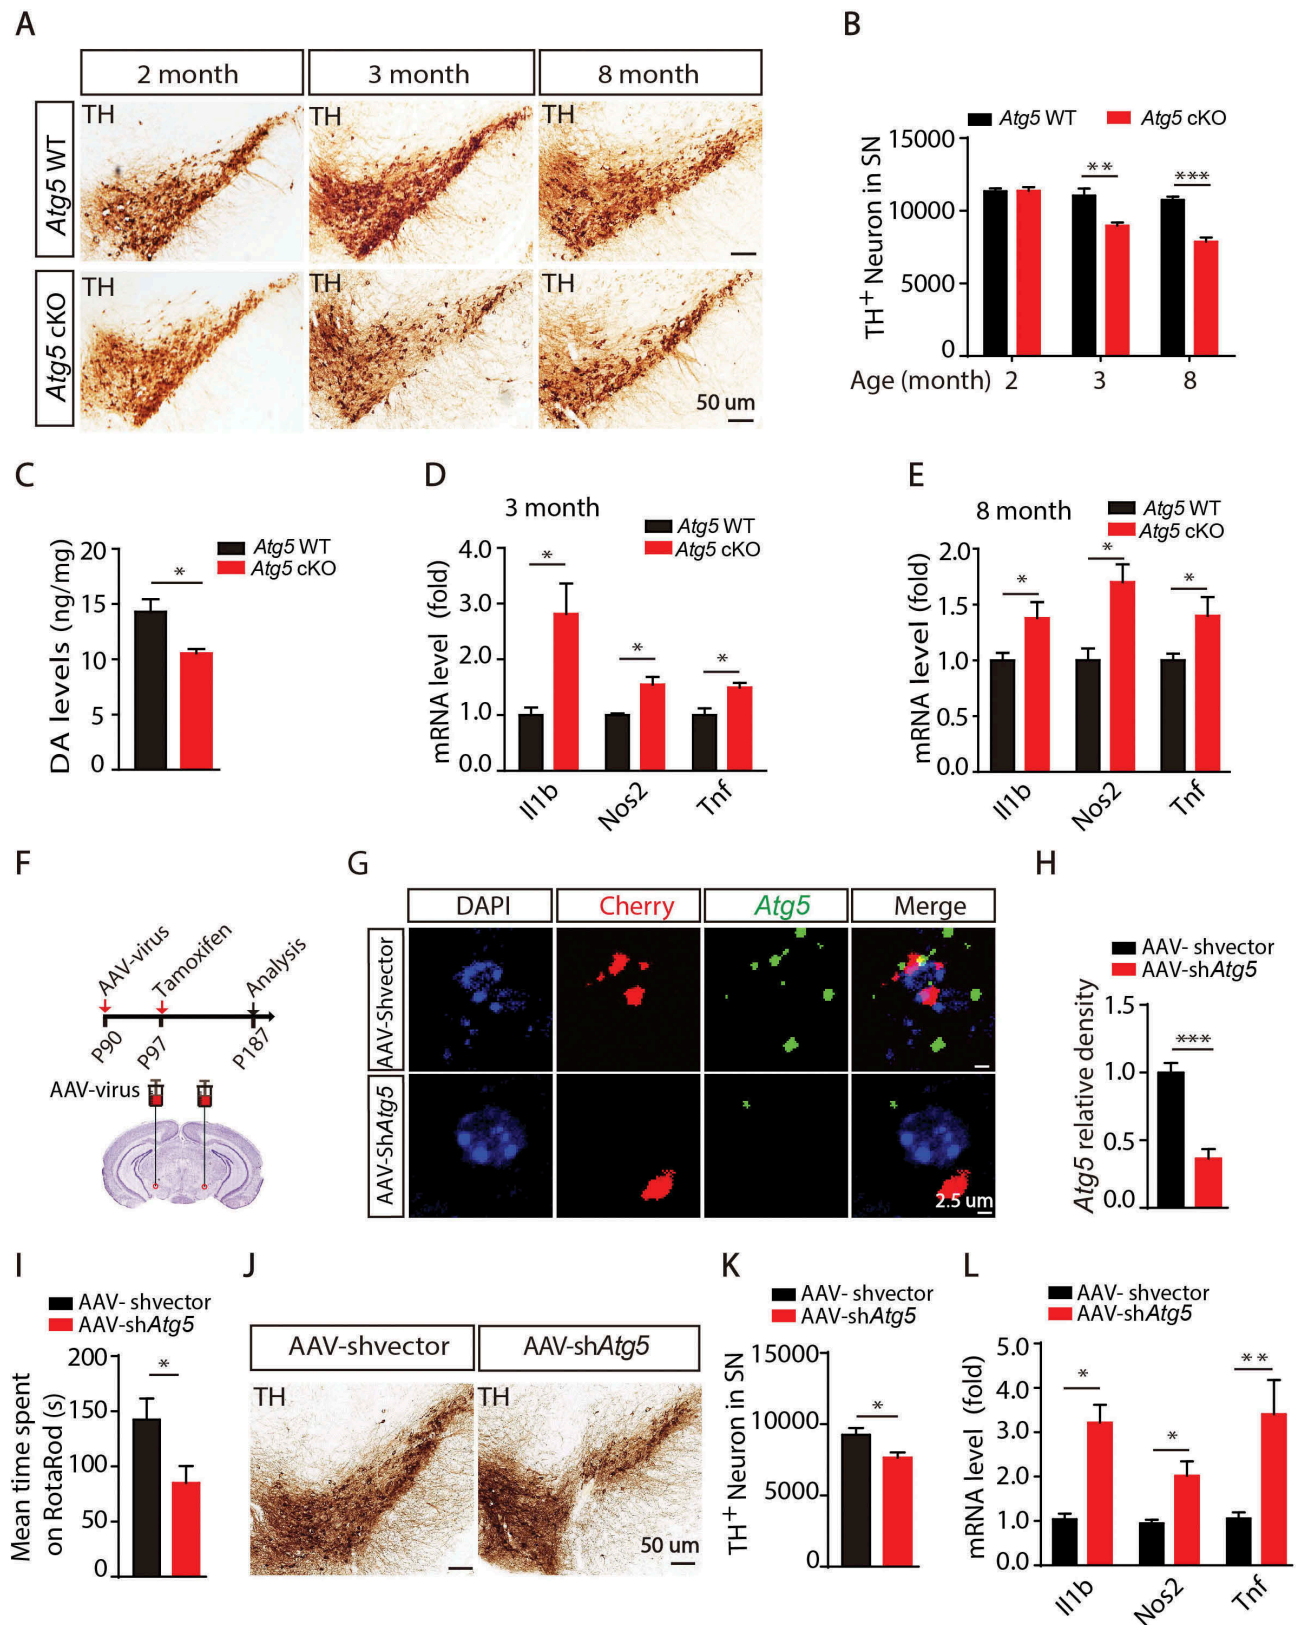 A
2 month
3 month
8 month
Atg5 WT
TH
TH
TH
Atg5 cKO
TH
TH
TH
50 um
B
Atg5 WT
Atg5 cKO
TH+ Neuron in SN
15000
10000
5000
0
**
***
Age (month) 2 3 8
C
Atg5 WT
Atg5 cKO
DA levels (ng/mg)
20
15
10
5
0
*
D
3 month
Atg5 WT
Atg5 cKO
mRNA level (fold)
4.0
3.0
2.0
1.0
0.0
*
*
*
Il1b
Nos2
Tnf
E
8 month
Atg5 WT
Atg5 cKO
mRNA level (fold)
2.0
1.5
1.0
0.5
0.0
*
*
*
Il1b
Nos2
Tnf
F
AAV-virus
Tamoxifen
Analysis
P90
P97
P187
AAV-virus
G
DAPI
Cherry
Atg5
Merge
AAV-Shvector
AAV-ShAtg5
2.5 um
H
AAV- shvector
AAV-shAtg5
Atg5 relative density
1.5
1.0
0.5
0.0
***
I
AAV- shvector
AAV-shAtg5
Mean time spent
on RotaRod (s)
200
150
100
50
0
*
J
AAV-shvector
AAV-shAtg5
TH
TH
50 um
K
AAV- shvector
AAV-shAtg5
TH+ Neuron in SN
15000
10000
5000
0
*
L
AAV- shvector
AAV-shAtg5
mRNA level (fold)
5.0
4.0
3.0
2.0
1.0
0.0
*
*
**
Il1b
Nos2
Tnf